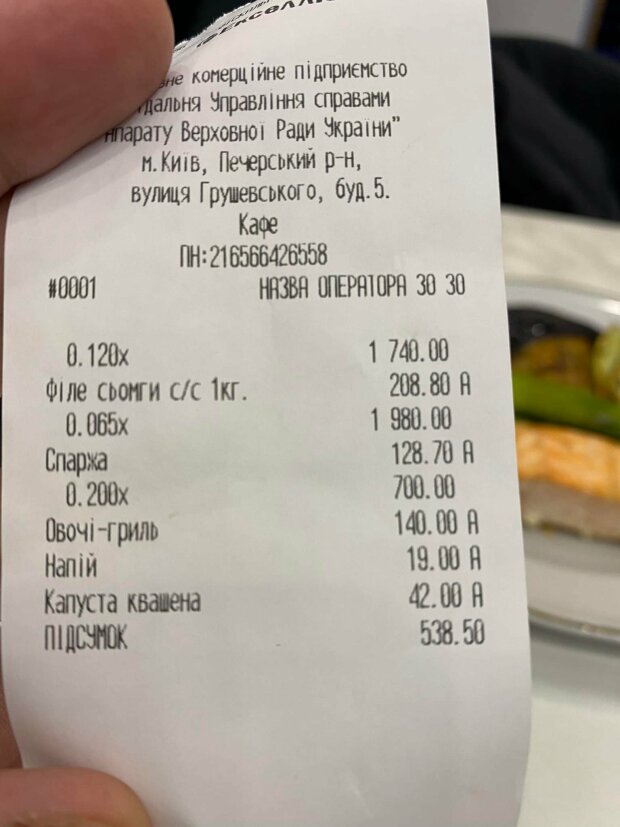 комерційне підприємство
Управління справами
Апарату Верховної Ради України"
м.Київ, Печерський р-н,
вулиця Грушевського, буд.5.
Кафе
ПН:216566426558
#0001 НАЗВА ОПЕРАТОРА 30 30
0.120x 1 740.00
Філе сьомги с/с 1кг. 208.80 А
0.065x 1 980.00
Спаржа 128.70 А
0.200x 700.00
Овочі-гриль 140.00 А
Напій 19.00 А
Капуста квашена 42.00 А
ПІДСУМОК 538.50